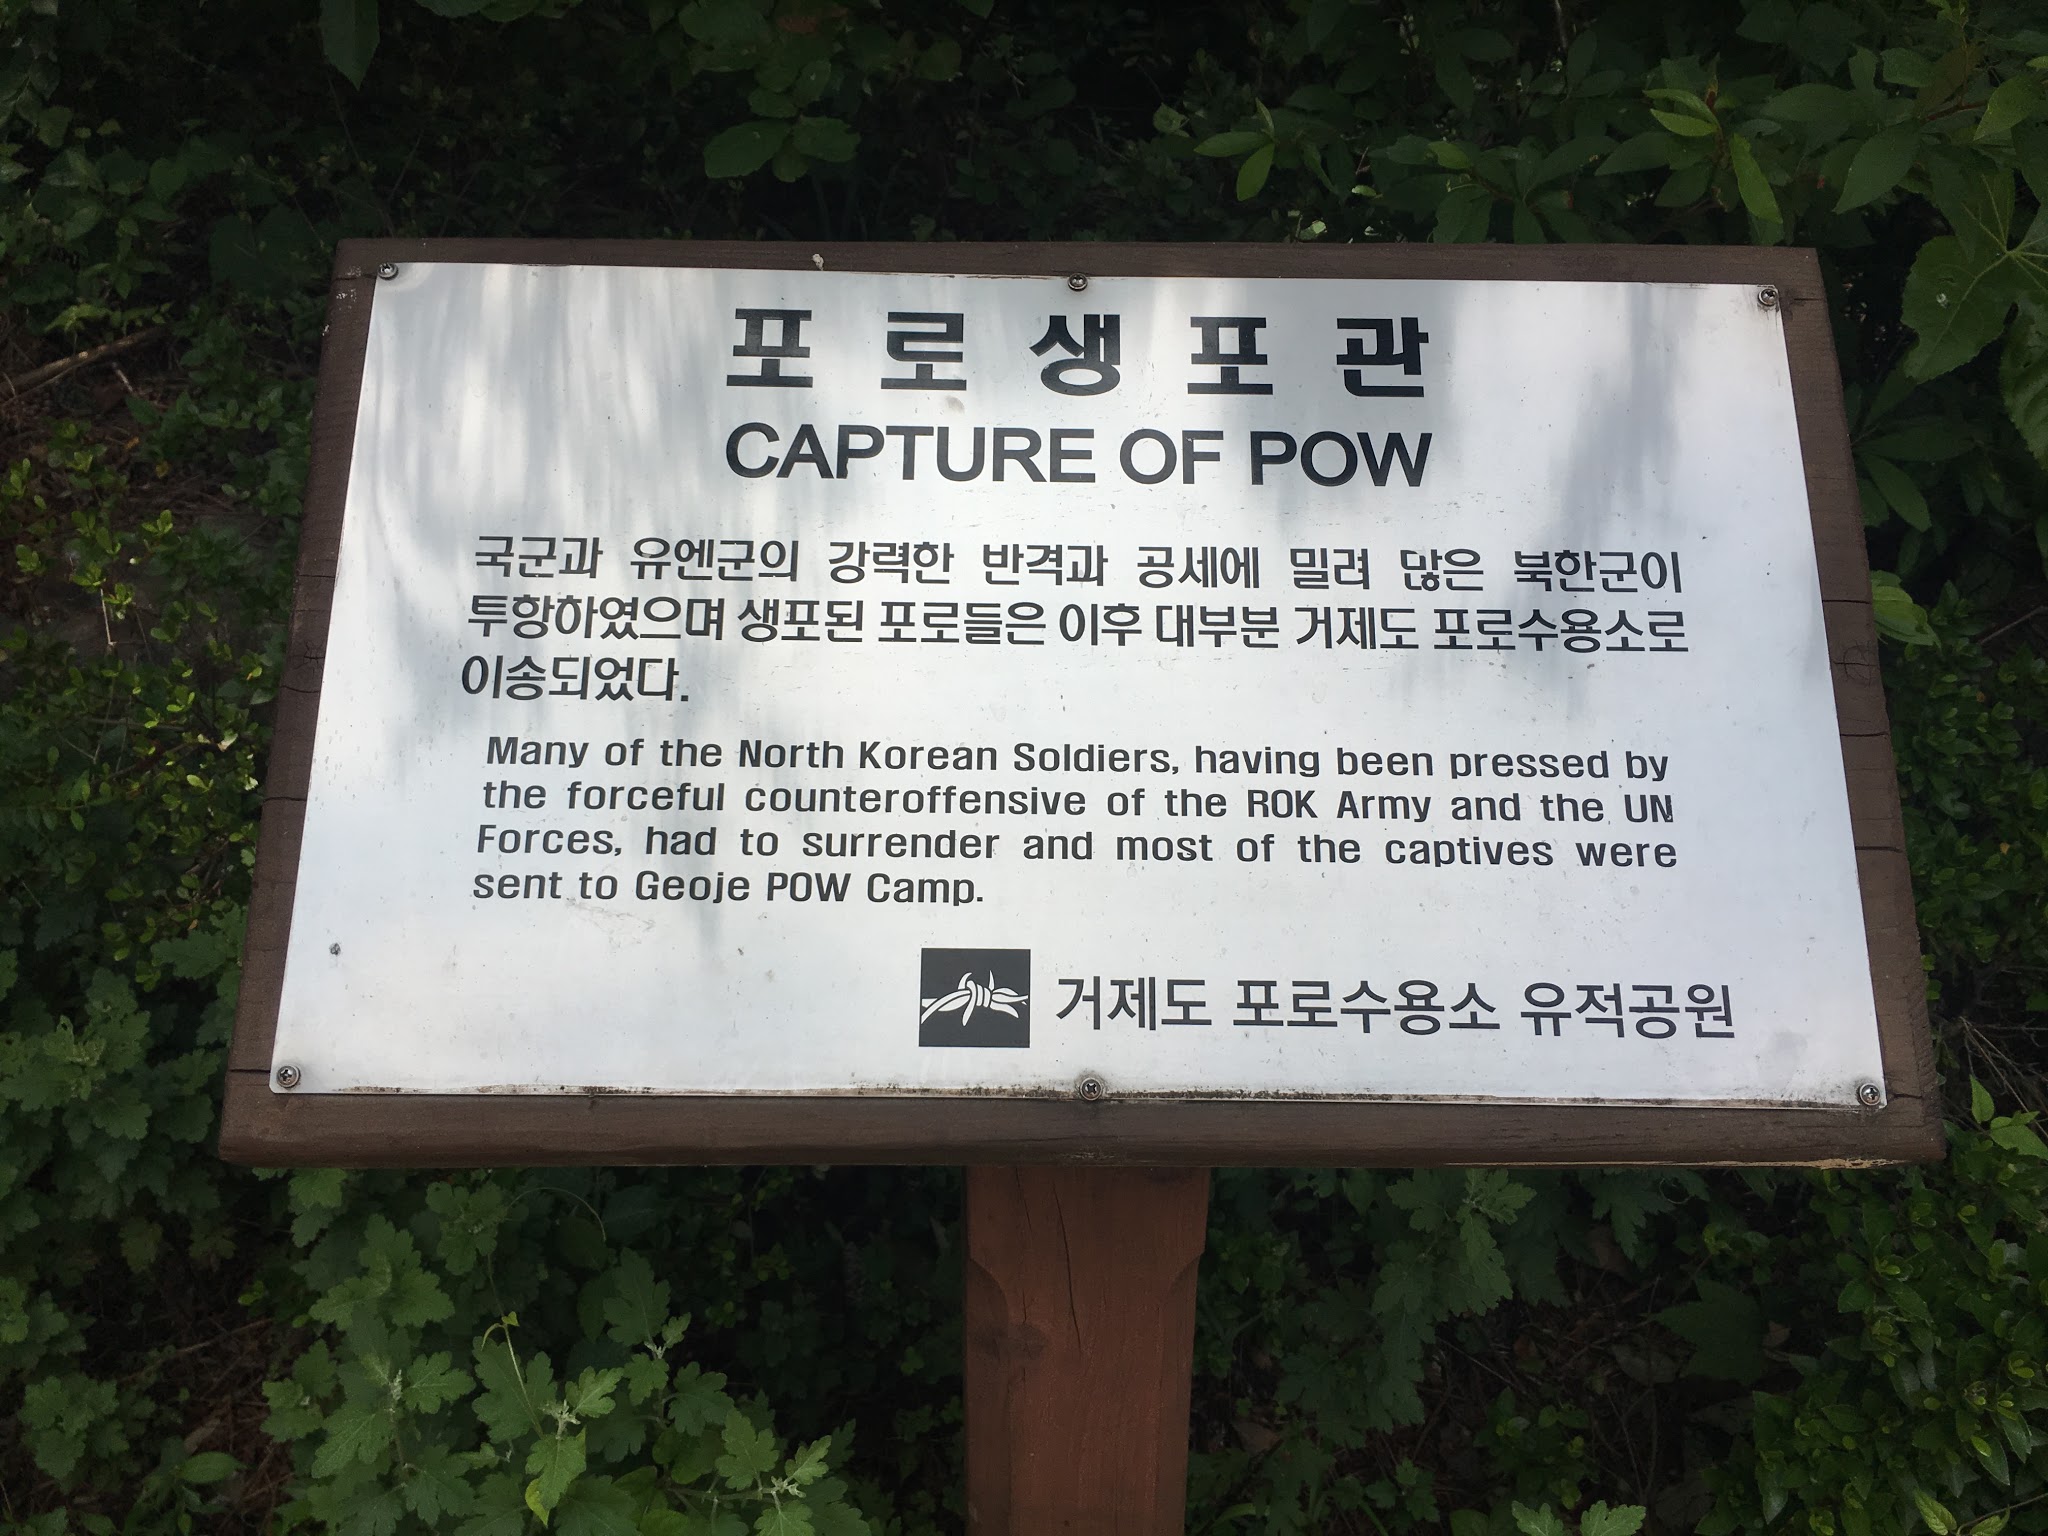 포로생포관
CAPTURE OF POW
국군과 유엔군의 강력한 반격과 공세에 밀려 많은 북한군이
투항하였으며 생포된 포로들은 이후 대부분 거제도 포로수용소로
이송되었다.
Many of the North Korean Soldiers, having been pressed by
the forceful counteroffensive of the ROK Army and the UN
Forces, had to surrender and most of the captives were
sent to Geoje POW Camp.
거제도 포로수용소 유적공원